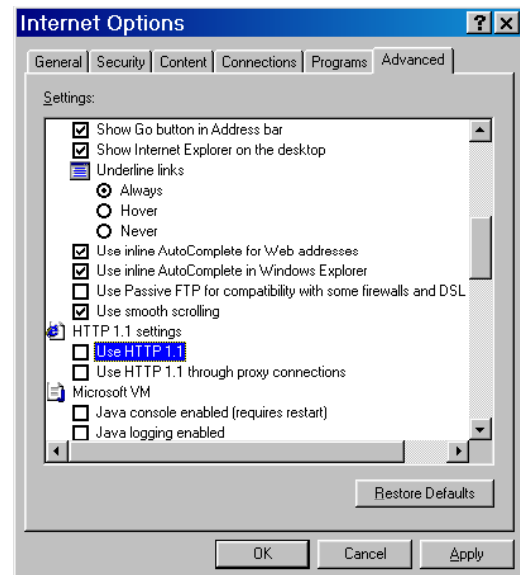 Internet Options
General Security Content Connections Programs Advanced
Settings:
Show Go button in Address bar
Show Internet Explorer on the desktop
Underline links
Always
Hover
Never
Use inline AutoComplete for Web addresses
Use inline AutoComplete in Windows Explorer
Use Passive FTP for compatibility with some firewalls and DSL
Use smooth scrolling
HTTP 1.1 settings
Use HTTP 1.1
Use HTTP 1.1 through proxy connections
Microsoft VM
Java console enabled (requires restart)
Java logging enabled
Restore Defaults
OK Cancel Apply